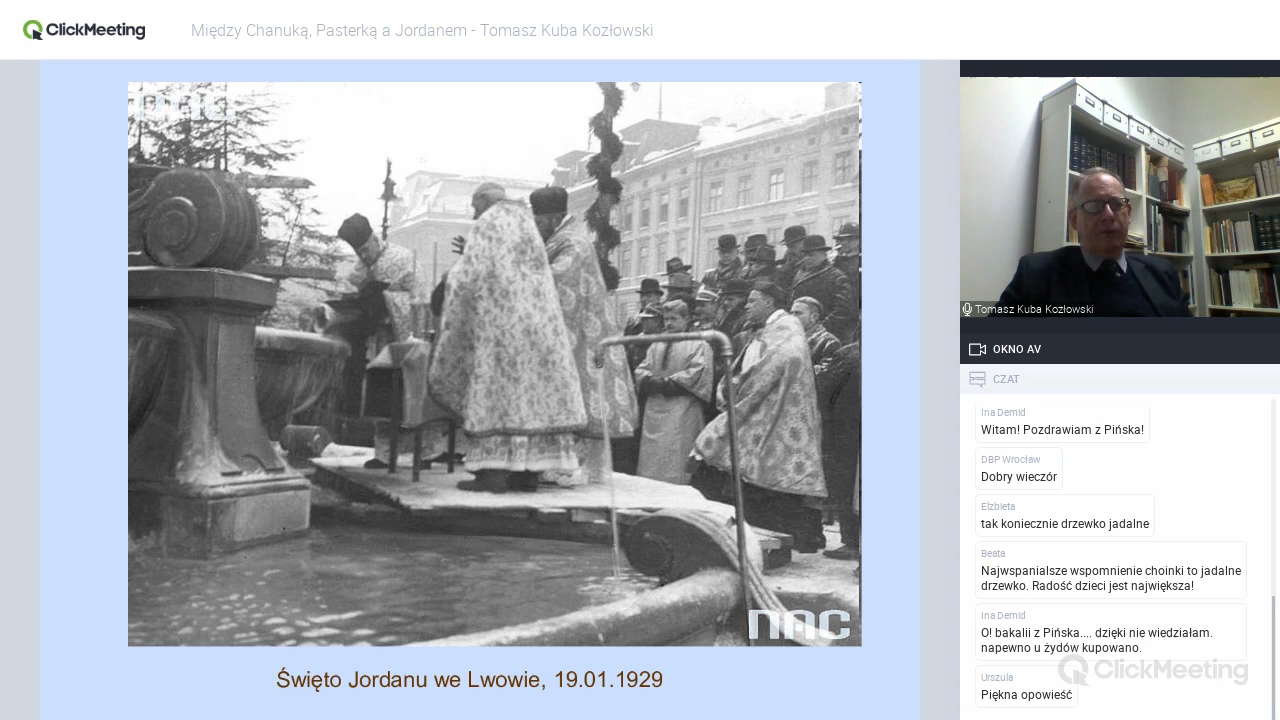 ClickMeeting
Między Chanuką, Pasterką a Jordanem - Tomasz Kuba Kozłowski
NAC
NAC
Święto Jordanu we Lwowie, 19.01.1929
Tomasz Kuba Kozłowski
OKNO AV
CZAT
Ina Demid
Witam! Pozdrawiam z Pińska!
DBP Wrocław
Dobry wieczór
Elżbieta
tak koniecznie drzewko jadalne
Beata
Najwspanialsze wspomnienie choinki to jadalne
drzewko. Radość dzieci jest największa!
Ina Demid
O! bakalii z Pińska.... dzięki nie wiedziałam.
napewno u żydów kupowano.
ClickMeeting
Urszula
Piękna opowieść